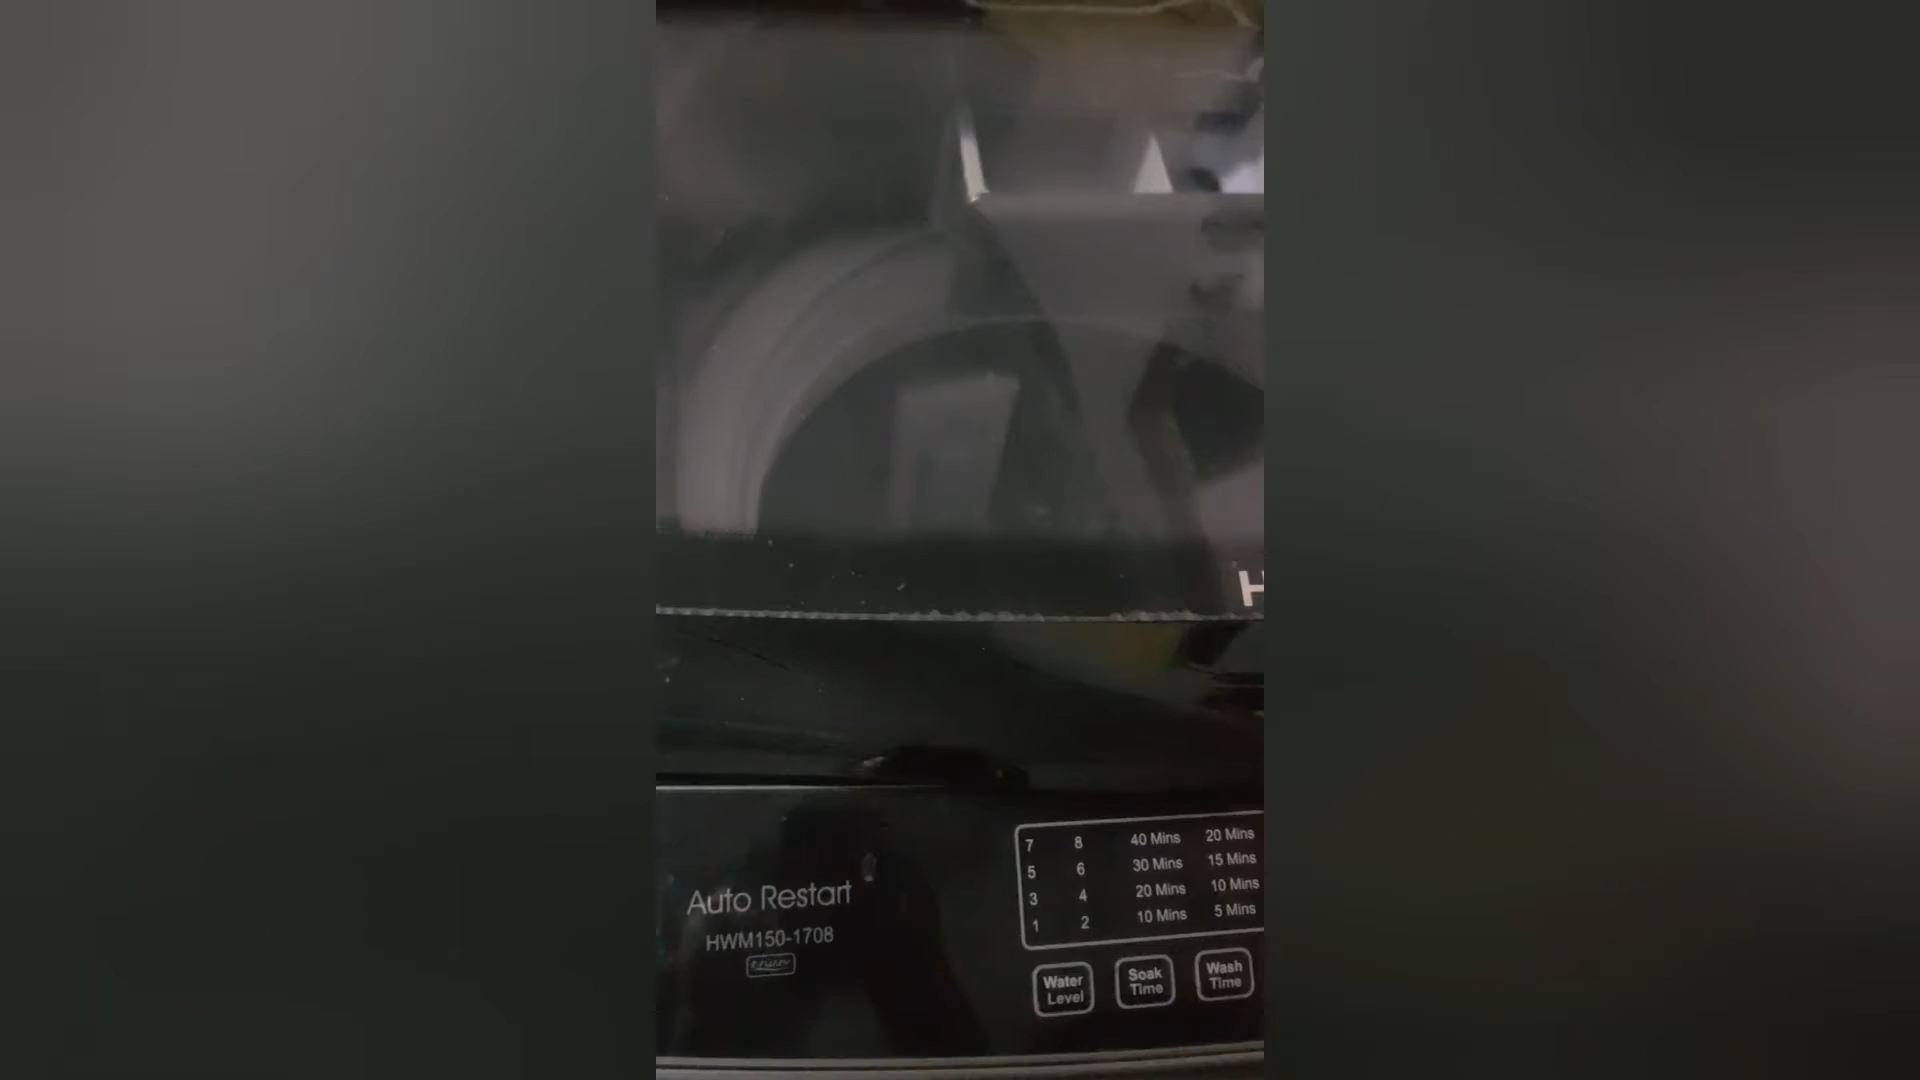 H
Auto Restart
HWM150-1708
7 8 40 Mins 20 Mins
5 6 30 Mins 15 Mins
3 4 20 Mins 10 Mins
1 2 10 Mins 5 Mins
Water Level
Soak Time
Wash Time